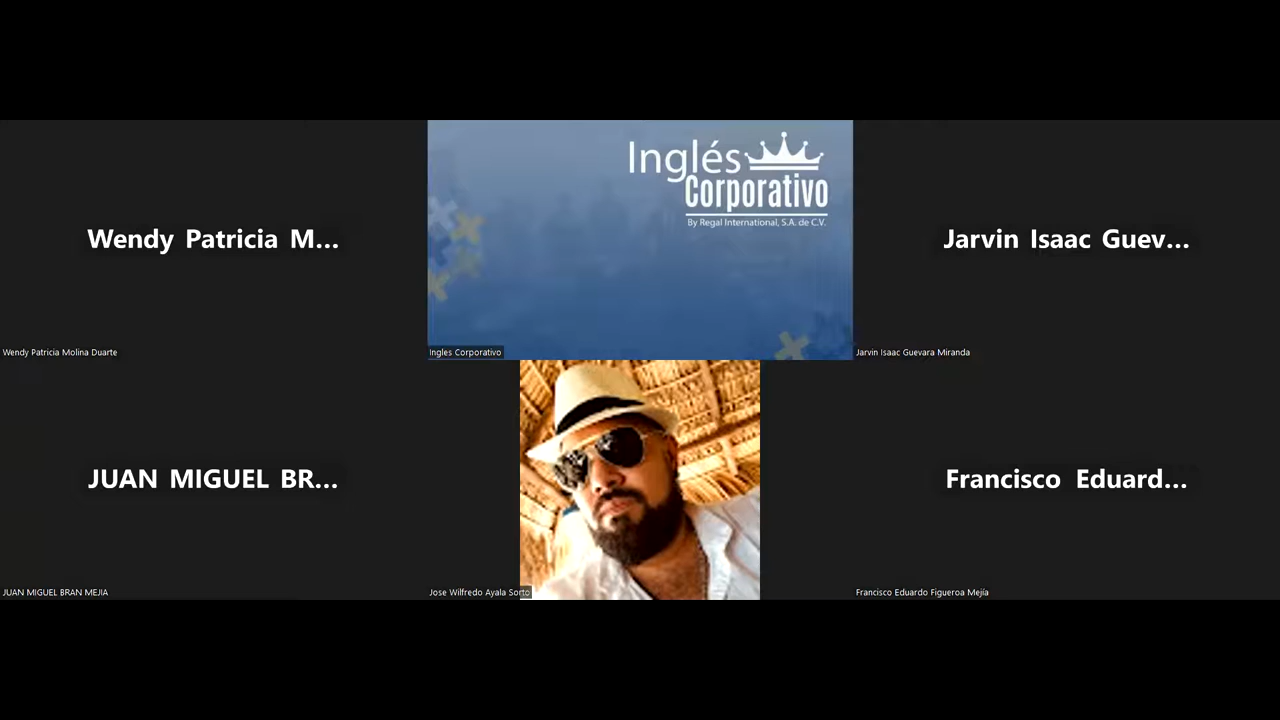 Wendy Patricia M...
Wendy Patricia Molina Duarte
Inglés
Corporativo
By Regal International, S.A. de C.V.
Ingles Corporativo
Jarvin Isaac Guev...
Jarvin Isaac Guevara Miranda
JUAN MIGUEL BR...
JUAN MIGUEL BRAN MEJIA
Jose Wilfredo Ayala Sorto
Francisco Eduard...
Francisco Eduardo Figueroa Mejía